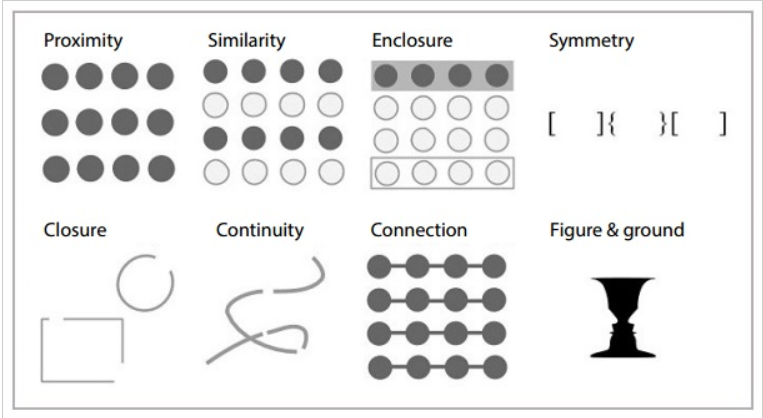 Proximity
Similarity
Enclosure
Symmetry
[ ]{ }[ ]
Closure
Continuity
Connection
Figure & ground